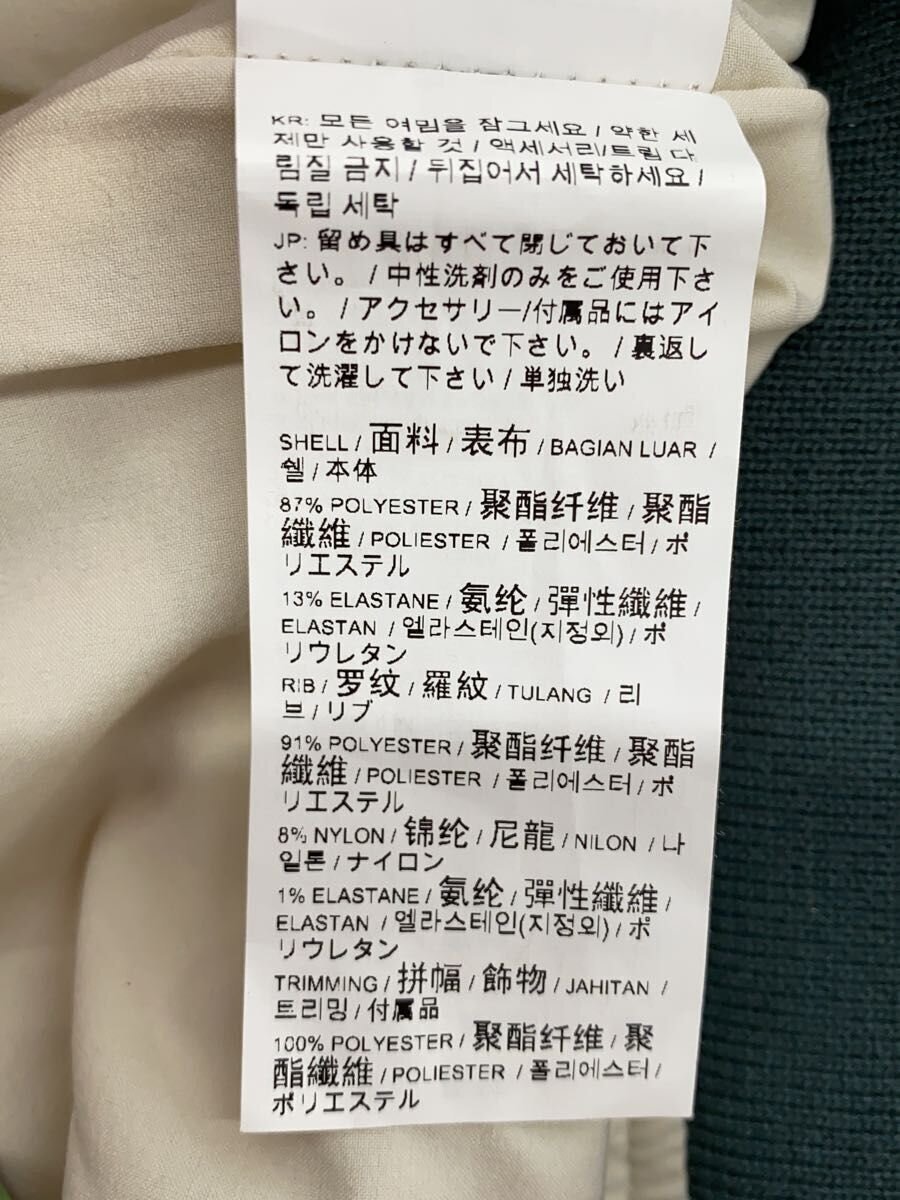 KR: 모든 여밈을 잠그세요 / 약한 세
제만 사용할 것 / 액세서리/트림 다
림질 금지 / 뒤집어서 세탁하세요 /
독립 세탁
JP: 留め具はすべて閉じておいて下
さい。 / 中性洗剤のみをご使用下さ
い。 / アクセサリー/付属品にはアイ
ロンをかけないで下さい。 / 裏返し
て洗濯して下さい / 単独洗い
SHELL / 面料 / 表布 / BAGIAN LUAR /
쉘 / 本体
87% POLYESTER / 聚酯纤维 / 聚酯
纖維 / POLIESTER / 폴리에스터 / ポ
リエステル
13% ELASTANE / 氨纶 / 彈性纖維 /
ELASTAN / 엘라스테인(지정외) / ポ
リウレタン
RIB / 罗纹 / 羅紋 / TULANG / 리
브 / リブ
91% POLYESTER / 聚酯纤维 / 聚酯
纖維 / POLIESTER / 폴리에스터 / ポ
リエステル
8% NYLON / 锦纶 / 尼龍 / NILON / 나
일론 / ナイロン
1% ELASTANE / 氨纶 / 彈性纖維 /
ELASTAN / 엘라스테인(지정외) / ポ
リウレタン
TRIMMING / 拼幅 / 飾物 / JAHITAN /
트리밍 / 付属品
100% POLYESTER / 聚酯纤维 / 聚
酯纖維 / POLIESTER / 폴리에스터 /
ポリエステル